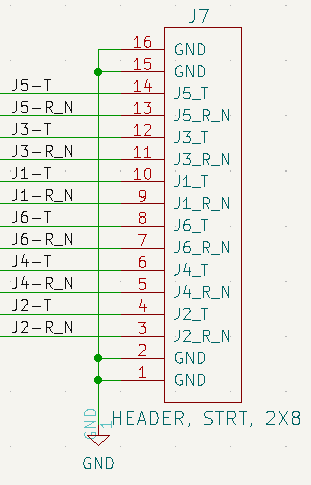 J7
16 GND
15 GND
J5-T 14 J5_T
J5-R_N 13 J5_R_N
J3-T 12 J3_T
J3-R_N 11 J3_R_N
J1-T 10 J1_T
J1-R_N 9 J1_R_N
J6-T 8 J6_T
J6-R_N 7 J6_R_N
J4-T 6 J4_T
J4-R_N 5 J4_R_N
J2-T 4 J2_T
J2-R_N 3 J2_R_N
2 GND
1 GND
GND 1
HEADER, STRT, 2X8
GND